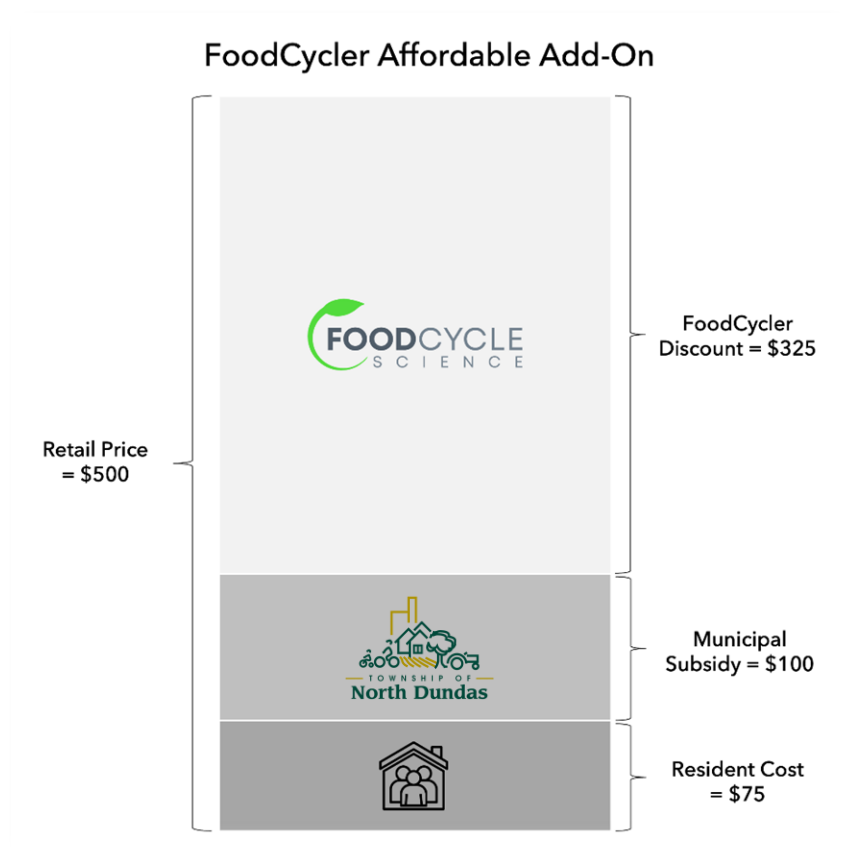 FoodCycler Affordable Add-On
FOODCYCLE
SCIENCE
FoodCycler
Discount = $325
Retail Price
= $500
TOWNSHIP OF
North Dundas
Municipal
Subsidy = $100
Resident Cost
= $75